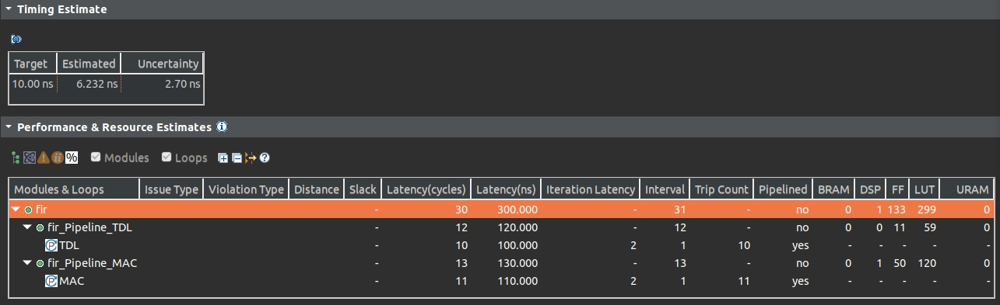 Timing Estimate
Target Estimated Uncertainty
10.00 ns 6.232 ns 2.70 ns
Performance & Resource Estimates
% Modules Loops
Modules & Loops Issue Type Violation Type Distance Slack Latency(cycles) Latency(ns) Iteration Latency Interval Trip Count Pipelined BRAM DSP FF LUT URAM
fir - 30 300.000 - 31 - no 0 1 133 299 0
fir_Pipeline_TDL - 12 120.000 - 12 - no 0 0 11 59 0
TDL - 10 100.000 2 1 10 yes - - - - -
fir_Pipeline_MAC - 13 130.000 - 13 - no 0 1 50 120 0
MAC - 11 110.000 2 1 11 yes - - - - -